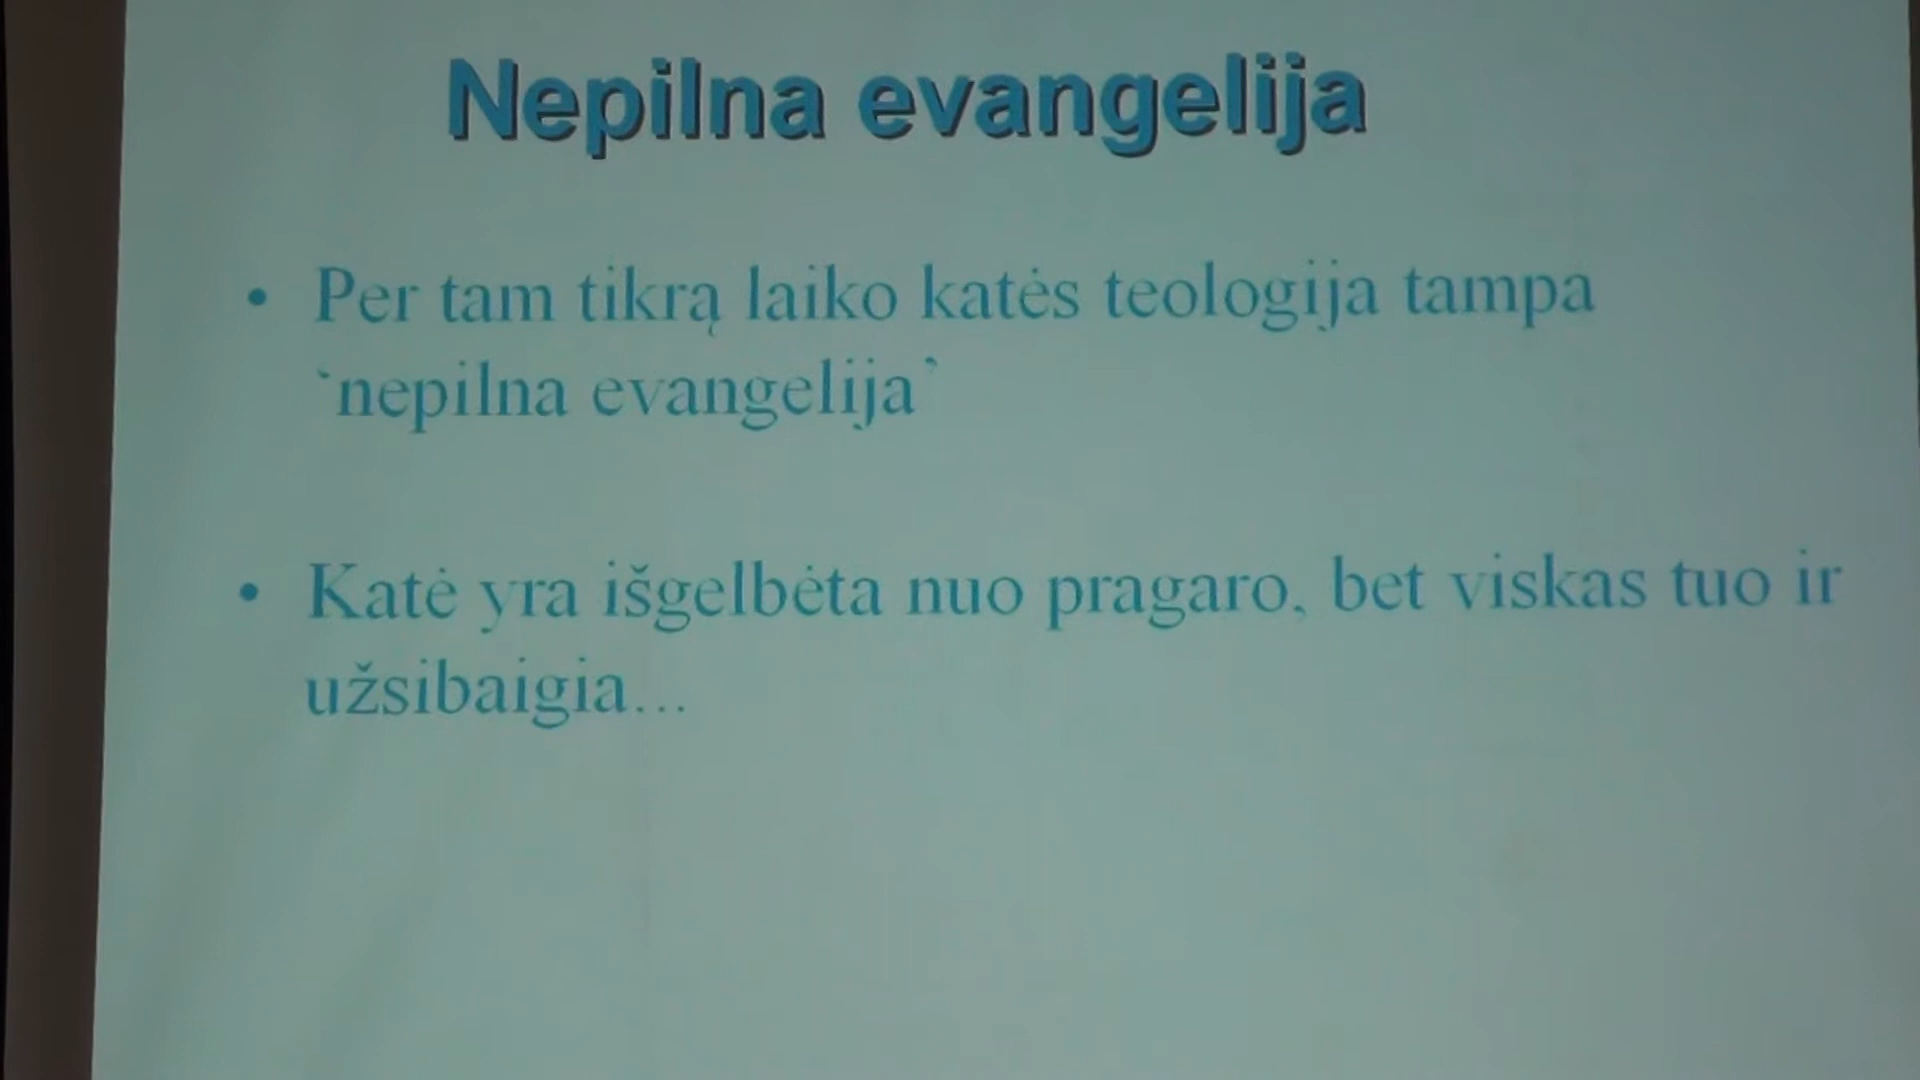 Nepilna evangelija
• Per tam tikrą laiko katės teologija tampa
‘nepilna evangelija’
• Katė yra išgelbėta nuo pragaro, bet viskas tuo ir
užsibaigia...